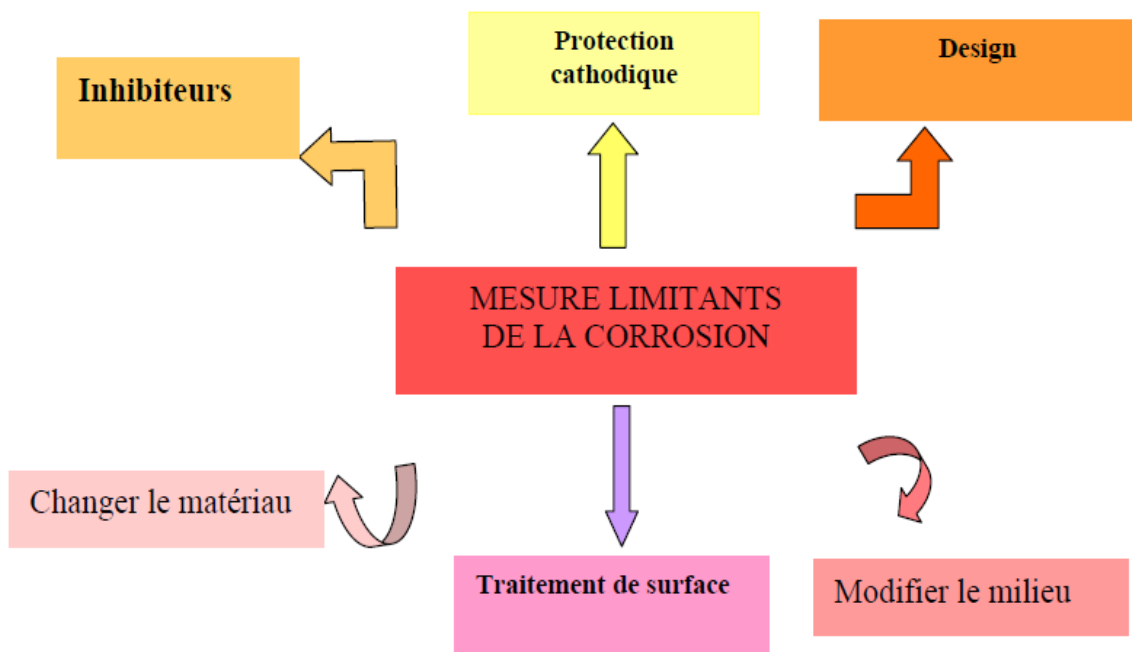 Protection
cathodique
Design
Inhibiteurs
MESURE LIMITANTS
DE LA CORROSION
Changer le matériau
Traitement de surface
Modifier le milieu